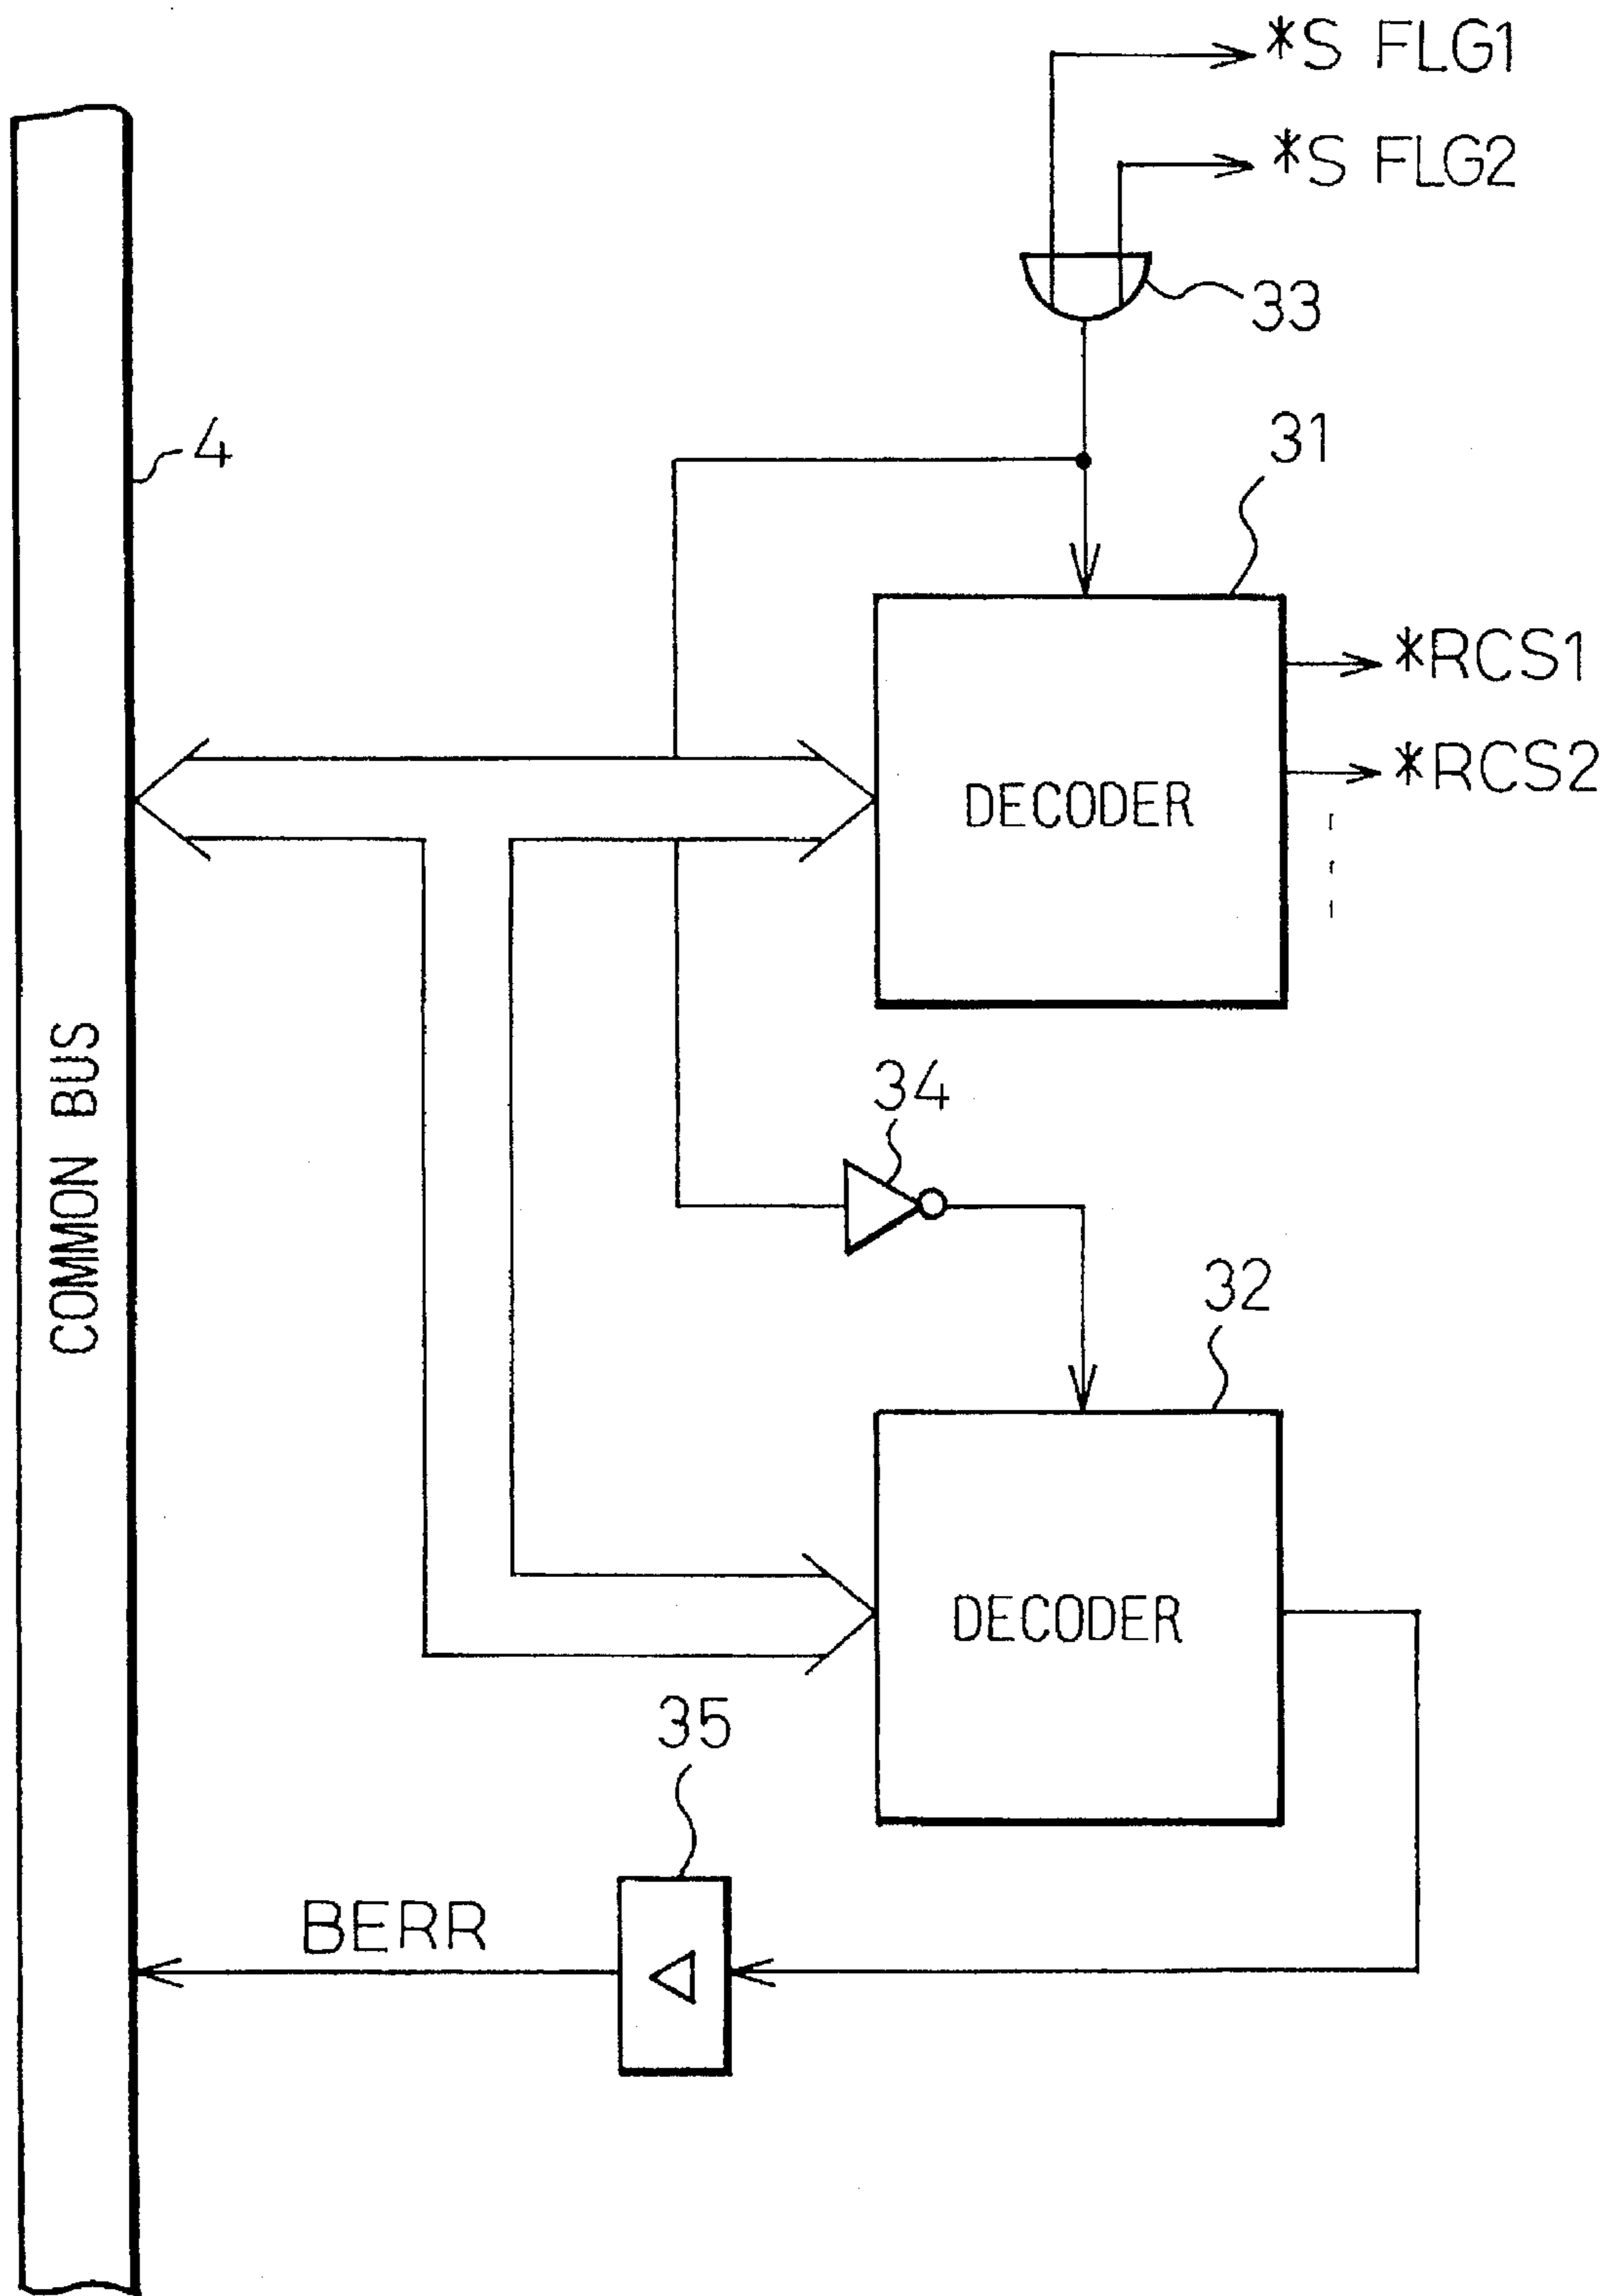 *S FLG1
*S FLG2
33
4
31
*RCS1
*RCS2
DECODER
COMMON BUS
34
32
DECODER
35
BERR